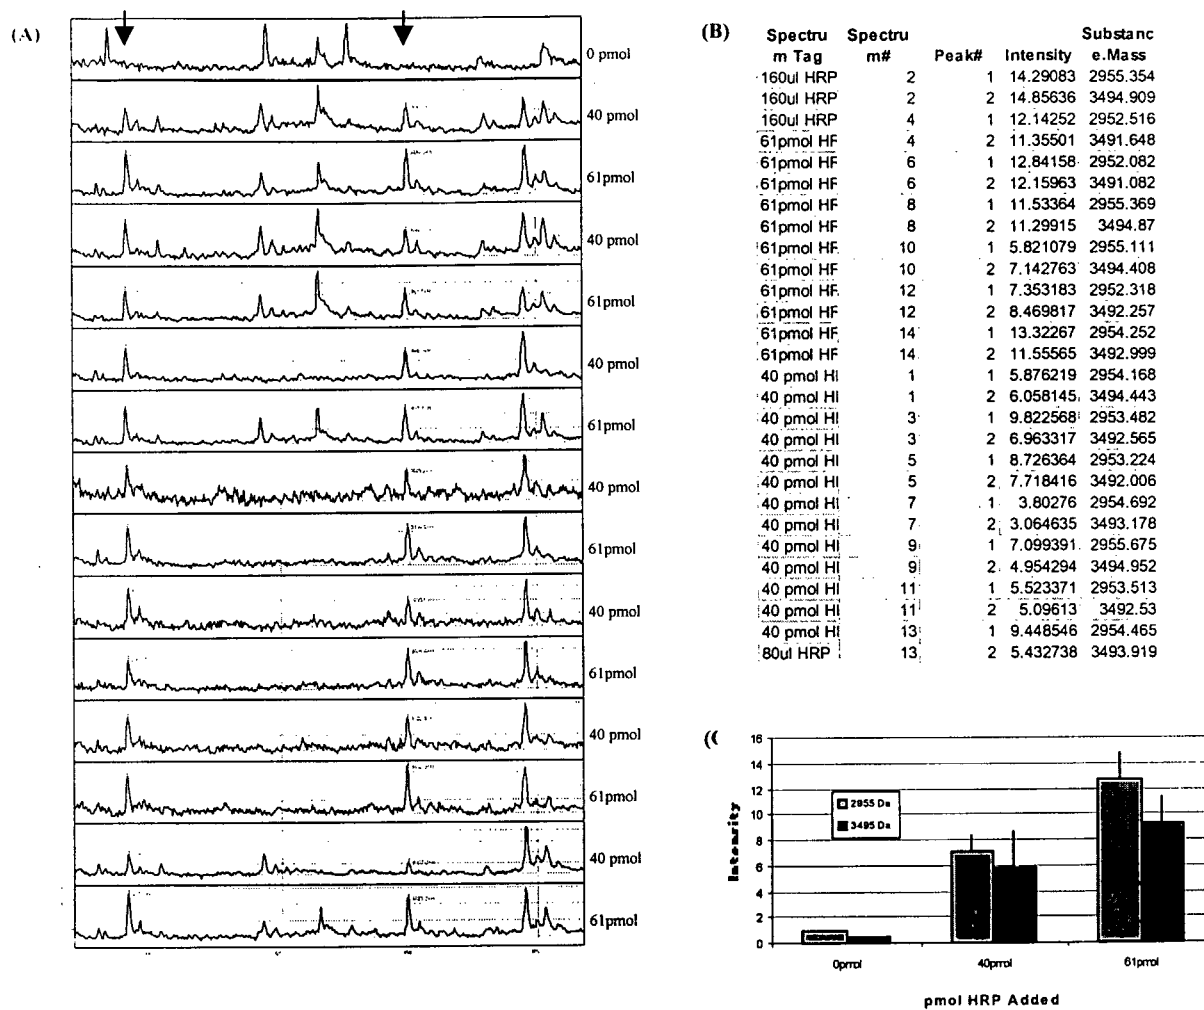 (A)
0 pmol
40 pmol
61pmol
40 pmol
61pmol
40 pmol
61pmol
40 pmol
61pmol
40 pmol
61pmol
40 pmol
61pmol
40 pmol
61pmol
(B)
Spectru Spectru Substanc
m Tag m# Peak# Intensity e.Mass
160ul HRP 2 1 14.29083 2955.354
160ul HRP 2 2 14.85636 3494.909
160ul HRP 4 1 12.14252 2952.516
61pmol HF 4 2 11.35501 3491.648
61pmol HF 6 1 12.84158 2952.082
61pmol HF 6 2 12.15963 3491.082
61pmol HF 8 1 11.53364 2955.369
61pmol HF 8 2 11.29915 3494.87
61pmol HF 10 1 5.821079 2955.111
61pmol HF 10 2 7.142763 3494.408
61pmol HF 12 1 7.353183 2952.318
61pmol HF 12 2 8.469817 3492.257
61pmol HF 14 1 13.32267 2954.252
61pmol HF 14 2 11.55565 3492.999
40 pmol HI 1 1 5.876219 2954.168
40 pmol HI 1 2 6.058145 3494.443
40 pmol HI 3 1 9.822568 2953.482
40 pmol HI 3 2 6.963317 3492.565
40 pmol HI 5 1 8.726364 2953.224
40 pmol HI 5 2 7.718416 3492.006
40 pmol HI 7 1 3.80276 2954.692
40 pmol HI 7 2 3.064635 3493.178
40 pmol HI 9 1 7.099391 2955.675
40 pmol HI 9 2 4.954294 3494.952
40 pmol HI 11 1 5.523371 2953.513
40 pmol HI 11 2 5.09613 3492.53
40 pmol HI 13 1 9.448546 2954.465
80ul HRP 13 2 5.432738 3493.919
((
16
14
12
10
8
6
4
2
0
Intensity
2955 Da
3495 Da
0pmol
40pmol
61pmol
pmol HRP Added